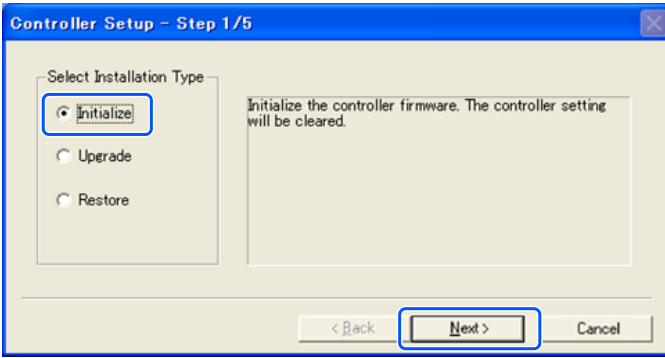 Controller Setup - Step 1/5
Select Installation Type
Initialize
Upgrade
Restore
Initialize the controller firmware. The controller setting
will be cleared.
< Back
Next >
Cancel